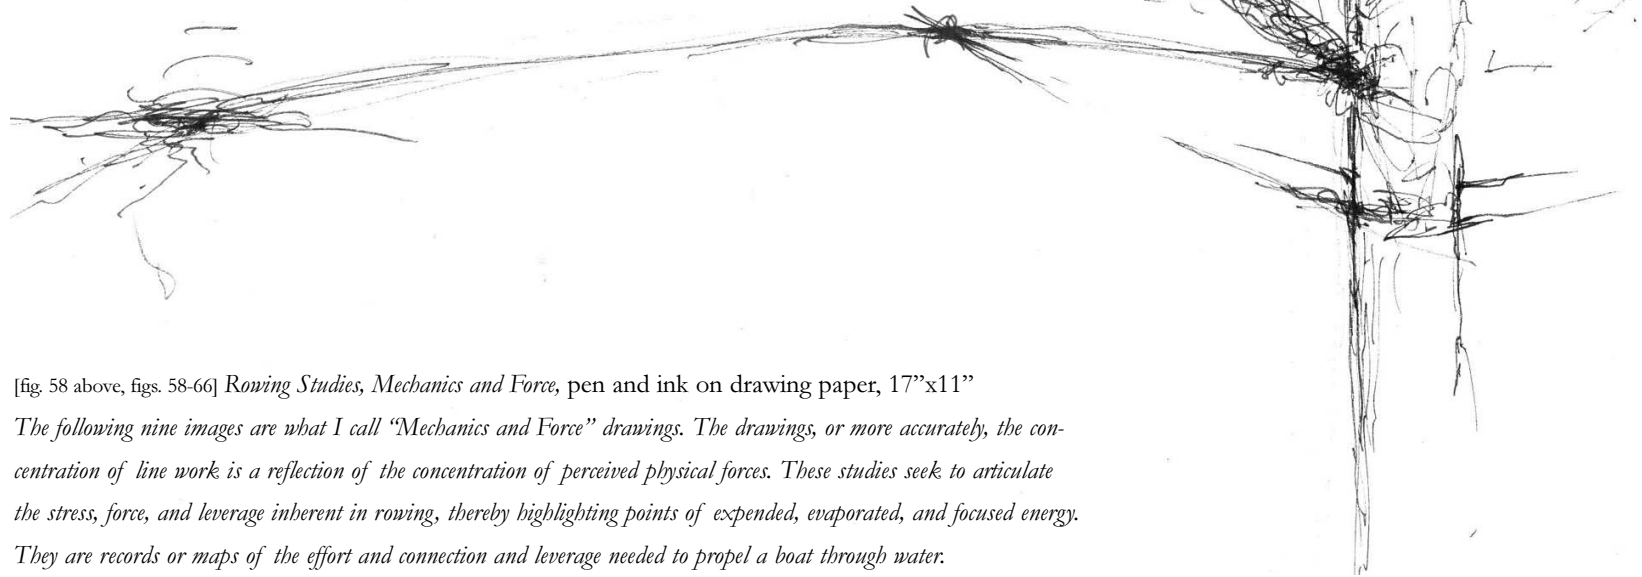 [fig. 58 above, figs. 58-66] Rowing Studies, Mechanics and Force, pen and ink on drawing paper, 17”x11”
The following nine images are what I call “Mechanics and Force” drawings. The drawings, or more accurately, the con-
centration of line work is a reflection of the concentration of perceived physical forces. These studies seek to articulate
the stress, force, and leverage inherent in rowing, thereby highlighting points of expended, evaporated, and focused energy.
They are records or maps of the effort and connection and leverage needed to propel a boat through water.